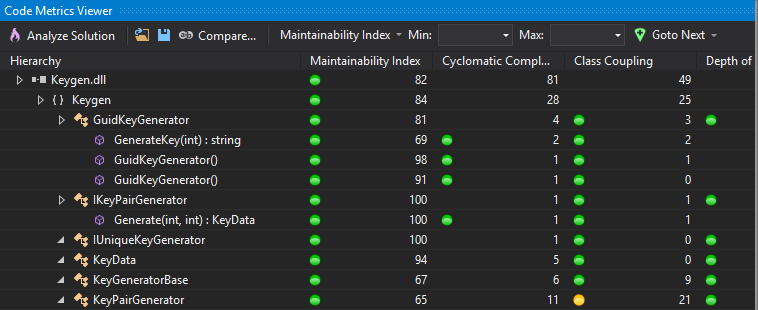 Code Metrics Viewer
Analyze Solution Compare... Maintainability Index Min: Max: Goto Next
Hierarchy Maintainability Index Cyclomatic Compl... Class Coupling Depth of
Keygen.dll 82 81 49
{ } Keygen 84 28 25
GuidKeyGenerator 81 4 3
GenerateKey(int) : string 69 2 2
GuidKeyGenerator() 98 1 1
GuidKeyGenerator() 91 1 0
IKeyPairGenerator 100 1 1
Generate(int, int) : KeyData 100 1 1
IUniqueKeyGenerator 100 1 0
KeyData 94 5 0
KeyGeneratorBase 67 6 9
KeyPairGenerator 65 11 21